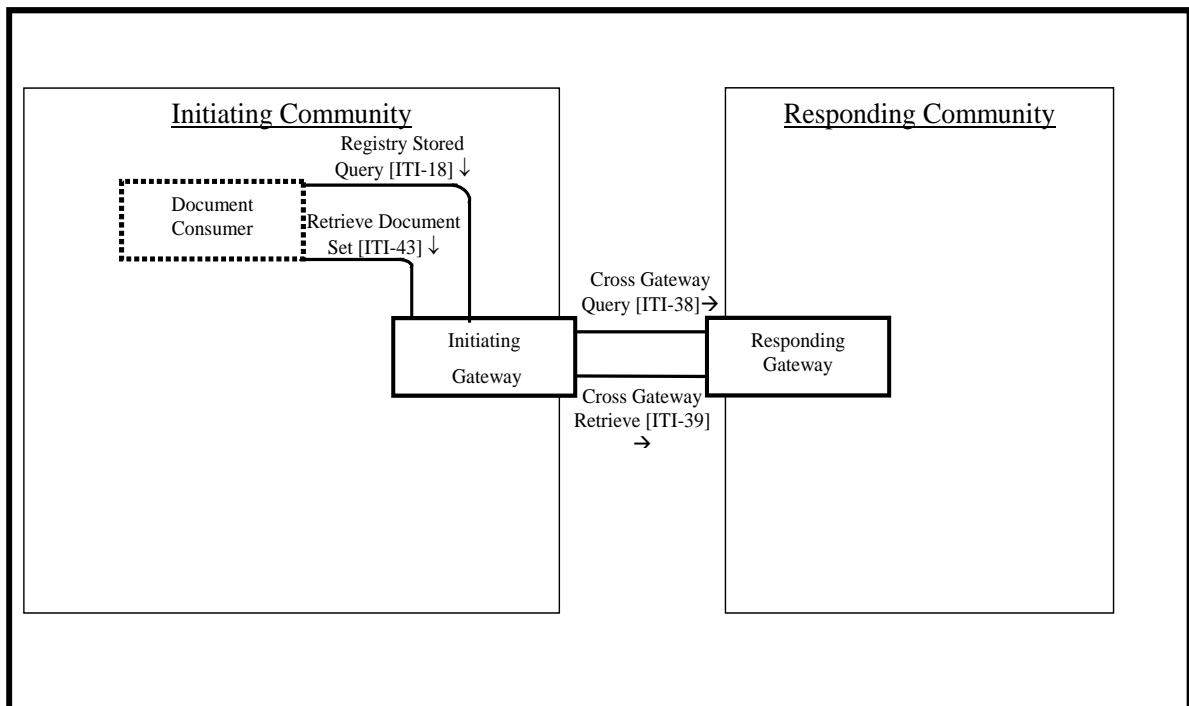 Initiating Community
Responding Community
Registry Stored
Query [ITI-18] ↓
Document
Consumer
Retrieve Document
Set [ITI-43] ↓
Cross Gateway
Query [ITI-38]→
Initiating
Gateway
Responding
Gateway
Cross Gateway
Retrieve [ITI-39]
→